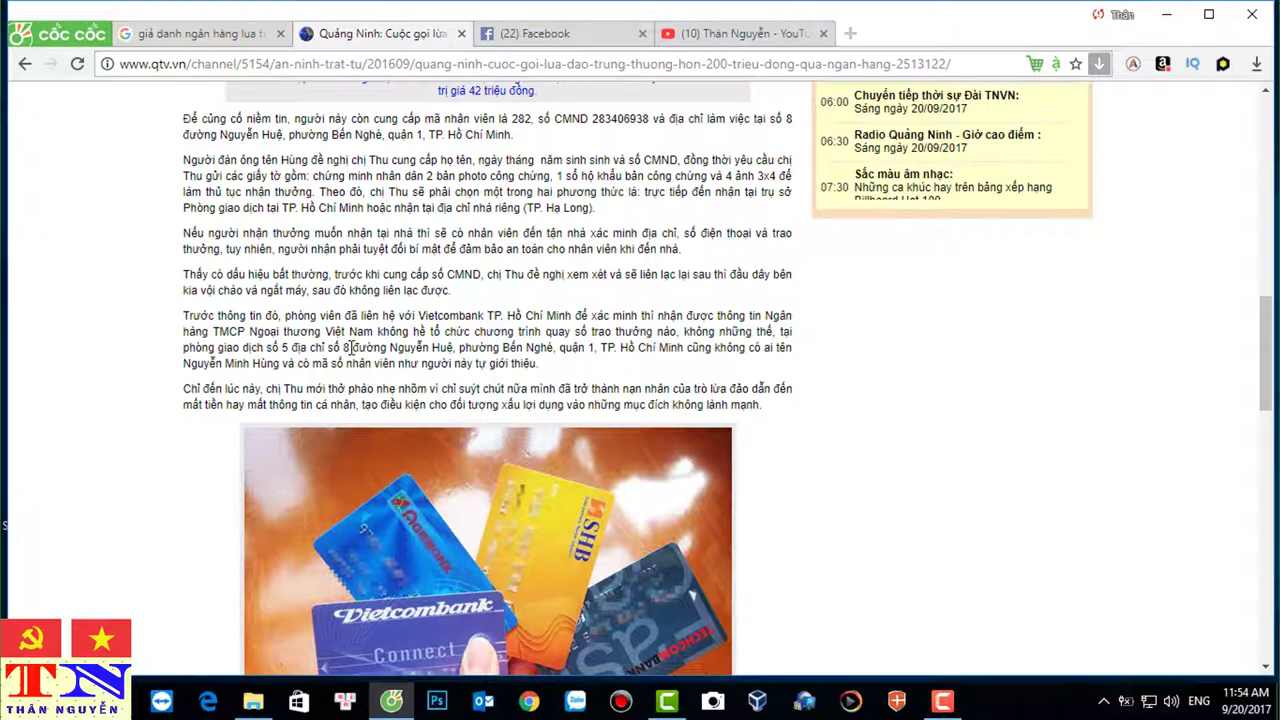 Thân
cốc cốc
giả danh ngân hàng lua t
Quảng Ninh: Cuộc gọi lừa
(22) Facebook
(10) Thân Nguyễn - YouTu
www.qtv.vn/channel/5154/an-ninh-trat-tu/201609/quang-ninh-cuoc-goi-lua-dao-trung-thuong-hon-200-trieu-dong-qua-ngan-hang-2513122/
trị giá 42 triệu đồng.
Để củng cố niềm tin, người này còn cung cấp mã nhân viên là 282, số CMND 283406938 và địa chỉ làm việc tại số 8
đường Nguyễn Huệ, phường Bến Nghé, quận 1, TP. Hồ Chí Minh.
Người đàn ông tên Hùng đề nghị chị Thu cung cấp họ tên, ngày tháng năm sinh sinh và số CMND, đồng thời yêu cầu chị
Thu gửi các giấy tờ gồm: chứng minh nhân dân 2 bản photo công chứng, 1 sổ hộ khẩu bản công chứng và 4 ảnh 3x4 để
làm thủ tục nhận thưởng. Theo đó, chị Thu sẽ phải chọn một trong hai phương thức là: trực tiếp đến nhận tại trụ sở
Phòng giao dịch tại TP. Hồ Chí Minh hoặc nhận tại địa chỉ nhà riêng (TP. Hạ Long).
Nếu người nhận thưởng muốn nhận tại nhà thì sẽ có nhân viên đến tận nhà xác minh địa chỉ, số điện thoại và trao
thưởng, tuy nhiên, người nhận phải tuyệt đối bí mật để đảm bảo an toàn cho nhân viên khi đến nhà.
Thấy có dấu hiệu bất thường, trước khi cung cấp số CMND, chị Thu đề nghị xem xét và sẽ liên lạc lại sau thì đầu dây bên
kia vội chào và ngắt máy, sau đó không liên lạc được.
Trước thông tin đó, phóng viên đã liên hệ với Vietcombank TP. Hồ Chí Minh để xác minh thì nhận được thông tin Ngân
hàng TMCP Ngoại thương Việt Nam không hề tổ chức chương trình quay số trao thưởng nào, không những thế, tại
phòng giao dịch số 5 địa chỉ số 8 đường Nguyễn Huệ, phường Bến Nghé, quận 1, TP. Hồ Chí Minh cũng không có ai tên
Nguyễn Minh Hùng và có mã số nhân viên như người này tự giới thiệu.
Chỉ đến lúc này, chị Thu mới thở phào nhẹ nhõm vì chỉ suýt chút nữa mình đã trở thành nạn nhân của trò lừa đảo dẫn đến
mất tiền hay mất thông tin cá nhân, tạo điều kiện cho đối tượng xấu lợi dụng vào những mục đích không lành mạnh.
06:00 Chuyển tiếp thời sự Đài TNVN:
Sáng ngày 20/09/2017
06:30 Radio Quảng Ninh - Giờ cao điểm :
Sáng ngày 20/09/2017
07:30 Sắc màu âm nhạc:
Những ca khúc hay trên bảng xếp hạng
Billboard Hot 100
AGRIBANK
SHB
Vietcombank
Connect
TECHCOMBANK
TN
THÂN NGUYỄN
ENG
11:54 AM
9/20/2017